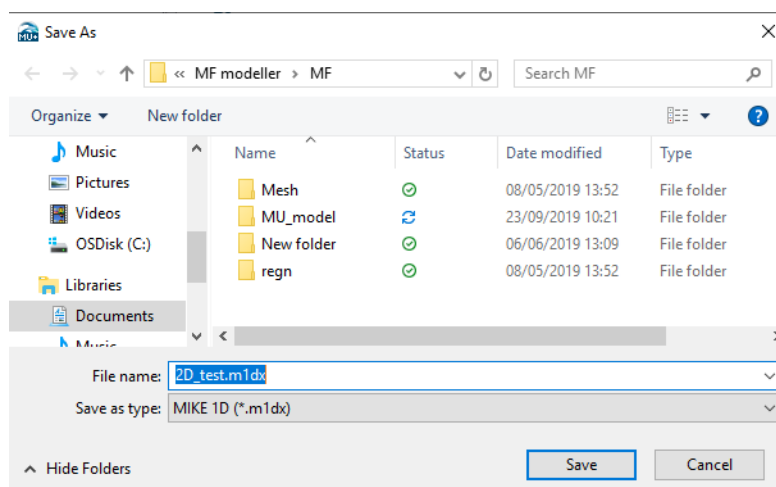 MU+ Save As
« MF modeller › MF Search MF
Organize New folder
Name Status Date modified Type
Music
Pictures
Videos
OSDisk (C:)
Libraries
Documents
Music
Mesh 08/05/2019 13:52 File folder
MU_model 23/09/2019 10:21 File folder
New folder 06/06/2019 13:09 File folder
regn 08/05/2019 13:52 File folder
File name: 2D_test.m1dx
Save as type: MIKE 1D (*.m1dx)
Hide Folders Save Cancel